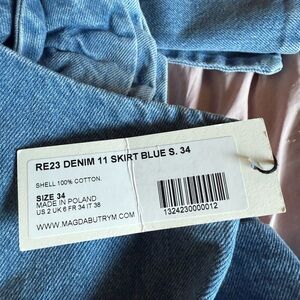 RE23 DENIM 11 SKIRT BLUE S. 34
SHELL 100% COTTON.
SIZE 34
MADE IN POLAND
US 2 UK 6 FR 34 IT 38
WWW.MAGDABUTRYM.COM
1324230000012